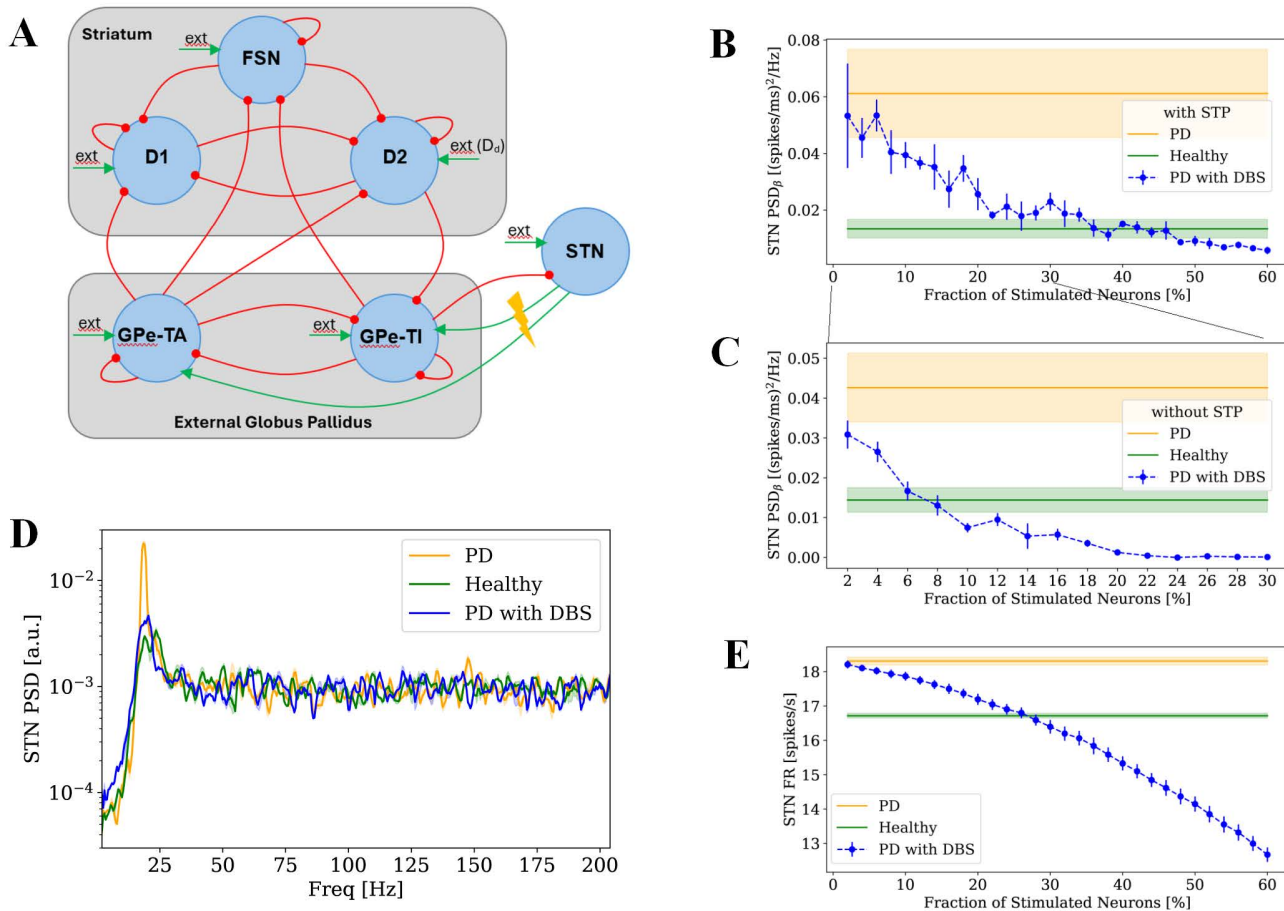 A
Striatum
ext
FSN
ext
D1
D2
ext (D_d)
ext
STN
ext
GPe-TA
ext
GPe-TI
External Globus Pallidus
B
0.08
0.06
0.04
0.02
STN PSD_β [(spikes/ms)²/Hz]
with STP
PD
Healthy
PD with DBS
0 10 20 30 40 50 60
Fraction of Stimulated Neurons [%]
C
0.05
0.04
0.03
0.02
0.01
0.00
STN PSD_β [(spikes/ms)²/Hz]
without STP
PD
Healthy
PD with DBS
2 4 6 8 10 12 14 16 18 20 22 24 26 28 30
Fraction of Stimulated Neurons [%]
D
10⁻²
10⁻³
10⁻⁴
STN PSD [a.u.]
PD
Healthy
PD with DBS
25 50 75 100 125 150 175 200
Freq [Hz]
E
18
17
16
15
14
13
STN FR [spikes/s]
PD
Healthy
PD with DBS
0 10 20 30 40 50 60
Fraction of Stimulated Neurons [%]